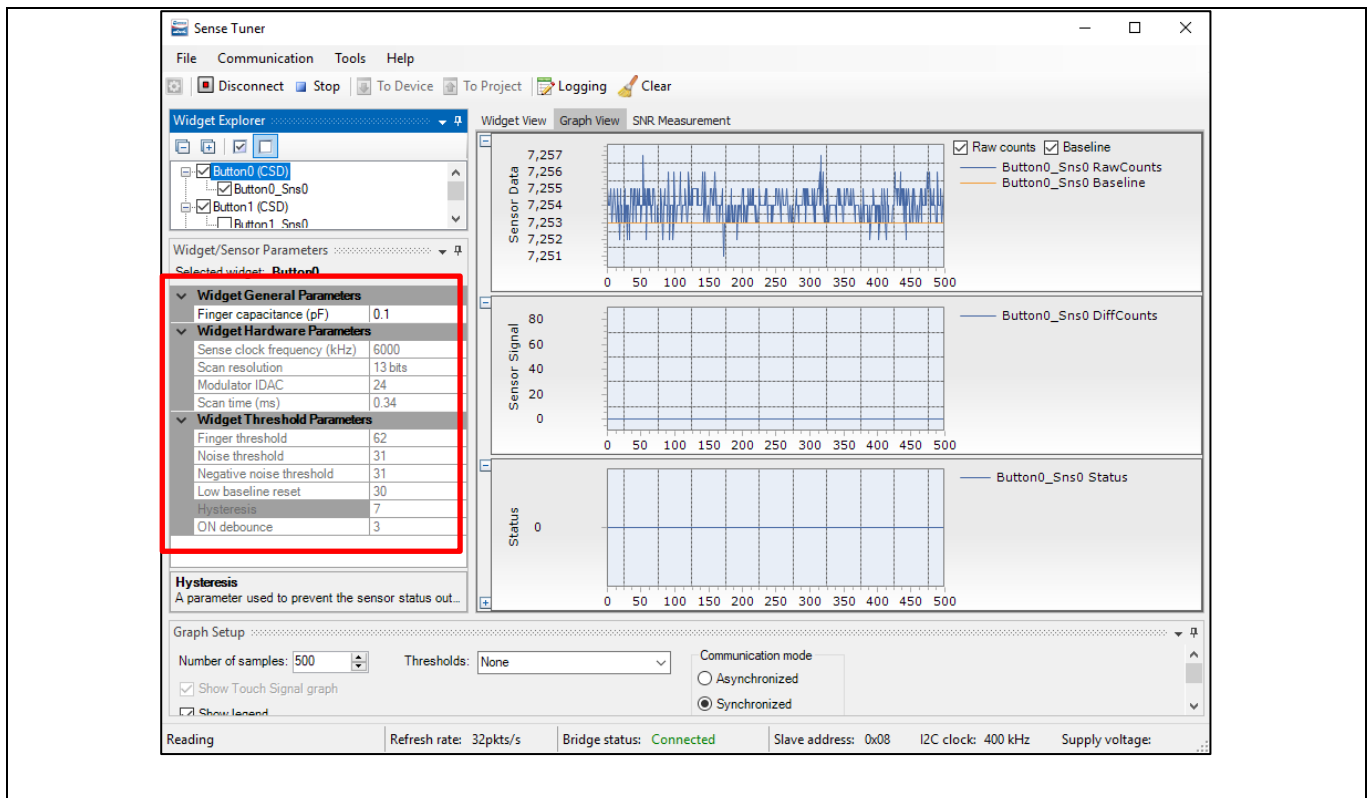 Sense Tuner
File Communication Tools Help
Disconnect Stop To Device To Project Logging Clear
Widget Explorer
Button0 (CSD)
Button0_Sns0
Button1 (CSD)
Button1_Sns0
Widget/Sensor Parameters
Selected widget: Button0
Widget General Parameters
Finger capacitance (pF) 0.1
Widget Hardware Parameters
Sense clock frequency (kHz) 6000
Scan resolution 13 bits
Modulator IDAC 24
Scan time (ms) 0.34
Widget Threshold Parameters
Finger threshold 62
Noise threshold 31
Negative noise threshold 31
Low baseline reset 30
Hysteresis 7
ON debounce 3
Hysteresis
A parameter used to prevent the sensor status out...
Widget View Graph View SNR Measurement
Raw counts Baseline
Button0_Sns0 RawCounts
Button0_Sns0 Baseline
Sensor Data
7,257
7,256
7,255
7,254
7,253
7,252
7,251
0 50 100 150 200 250 300 350 400 450 500
Button0_Sns0 DiffCounts
Sensor Signal
80
60
40
20
0
0 50 100 150 200 250 300 350 400 450 500
Button0_Sns0 Status
Status
0
0 50 100 150 200 250 300 350 400 450 500
Graph Setup
Number of samples: 500 Thresholds: None
Show Touch Signal graph
Show legend
Communication mode
Asynchronized
Synchronized
Reading Refresh rate: 32pkts/s Bridge status: Connected Slave address: 0x08 I2C clock: 400 kHz Supply voltage: